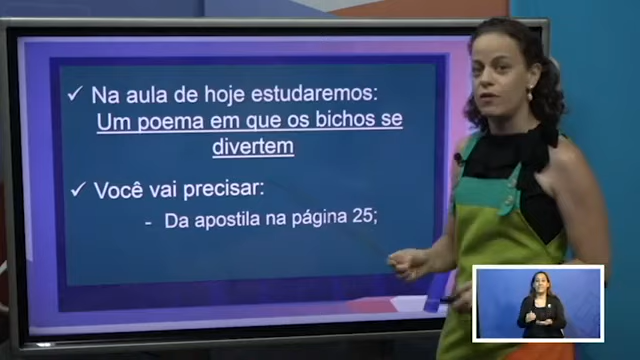 ✓ Na aula de hoje estudaremos:
Um poema em que os bichos se
divertem
✓ Você vai precisar:
- Da apostila na página 25;